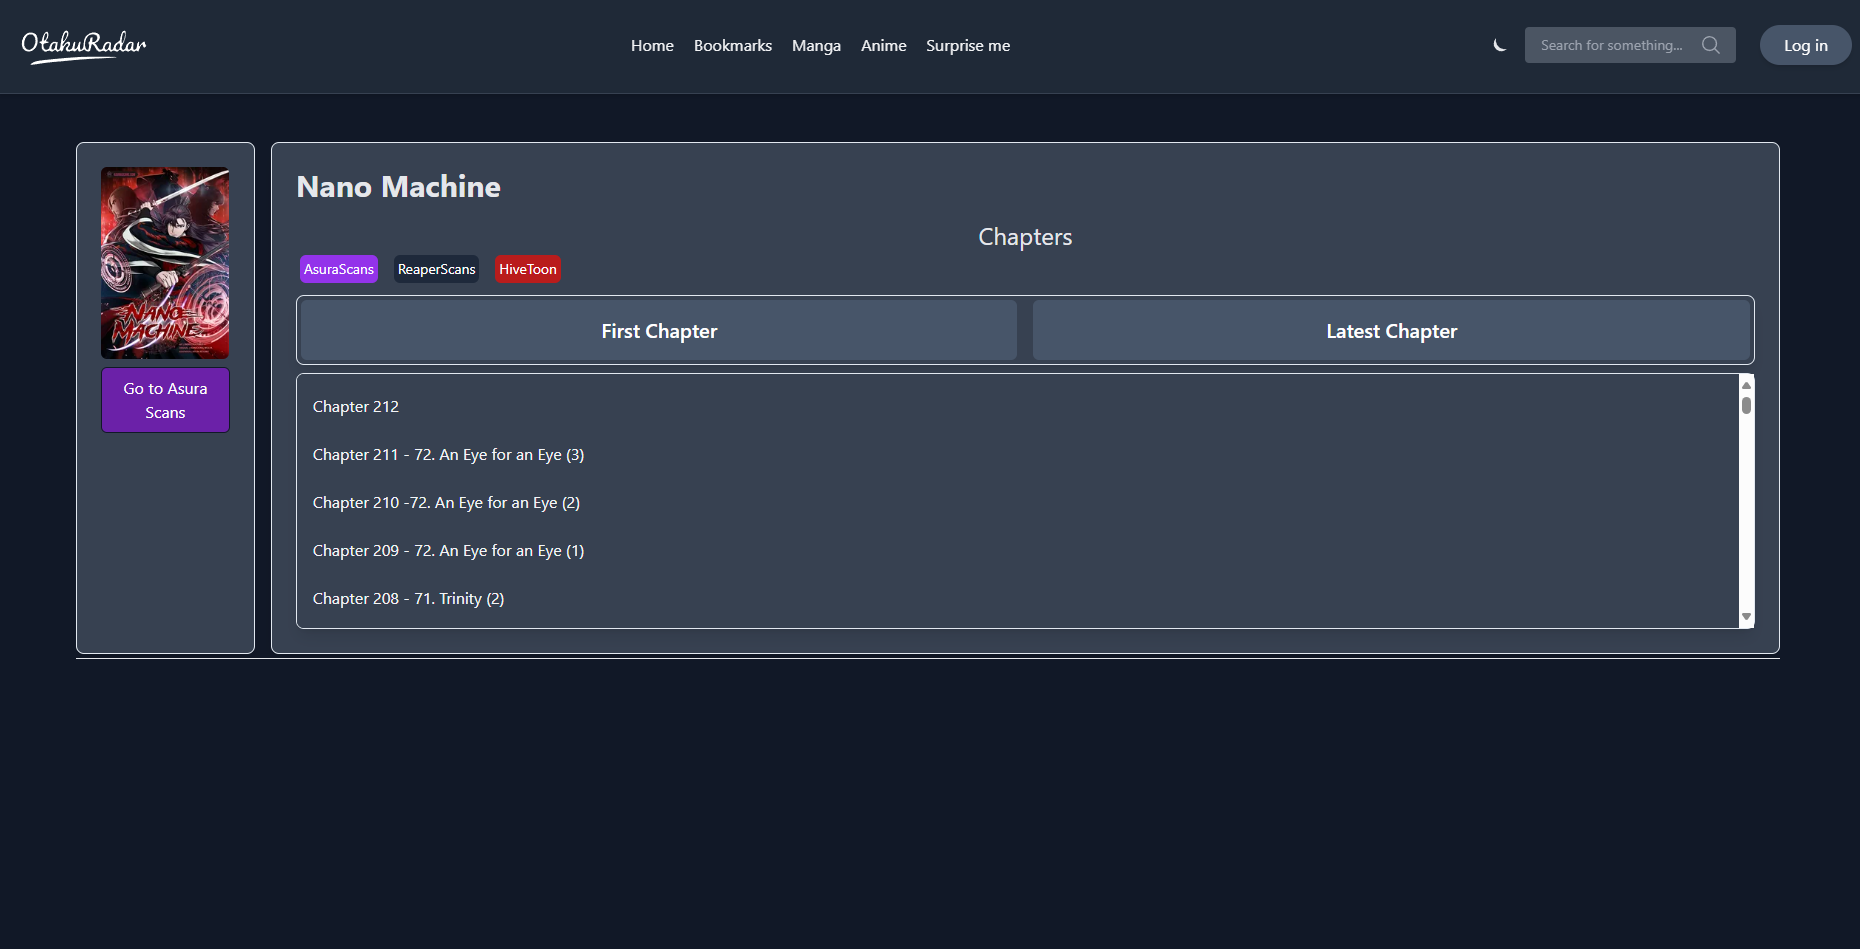 OtakuRadar
Home
Bookmarks
Manga
Anime
Surprise me
Search for something...
Log in
NANO
MACHINE
Go to Asura
Scans
Nano Machine
Chapters
AsuraScans
ReaperScans
HiveToon
First Chapter
Latest Chapter
Chapter 212
Chapter 211 - 72. An Eye for an Eye (3)
Chapter 210 -72. An Eye for an Eye (2)
Chapter 209 - 72. An Eye for an Eye (1)
Chapter 208 - 71. Trinity (2)